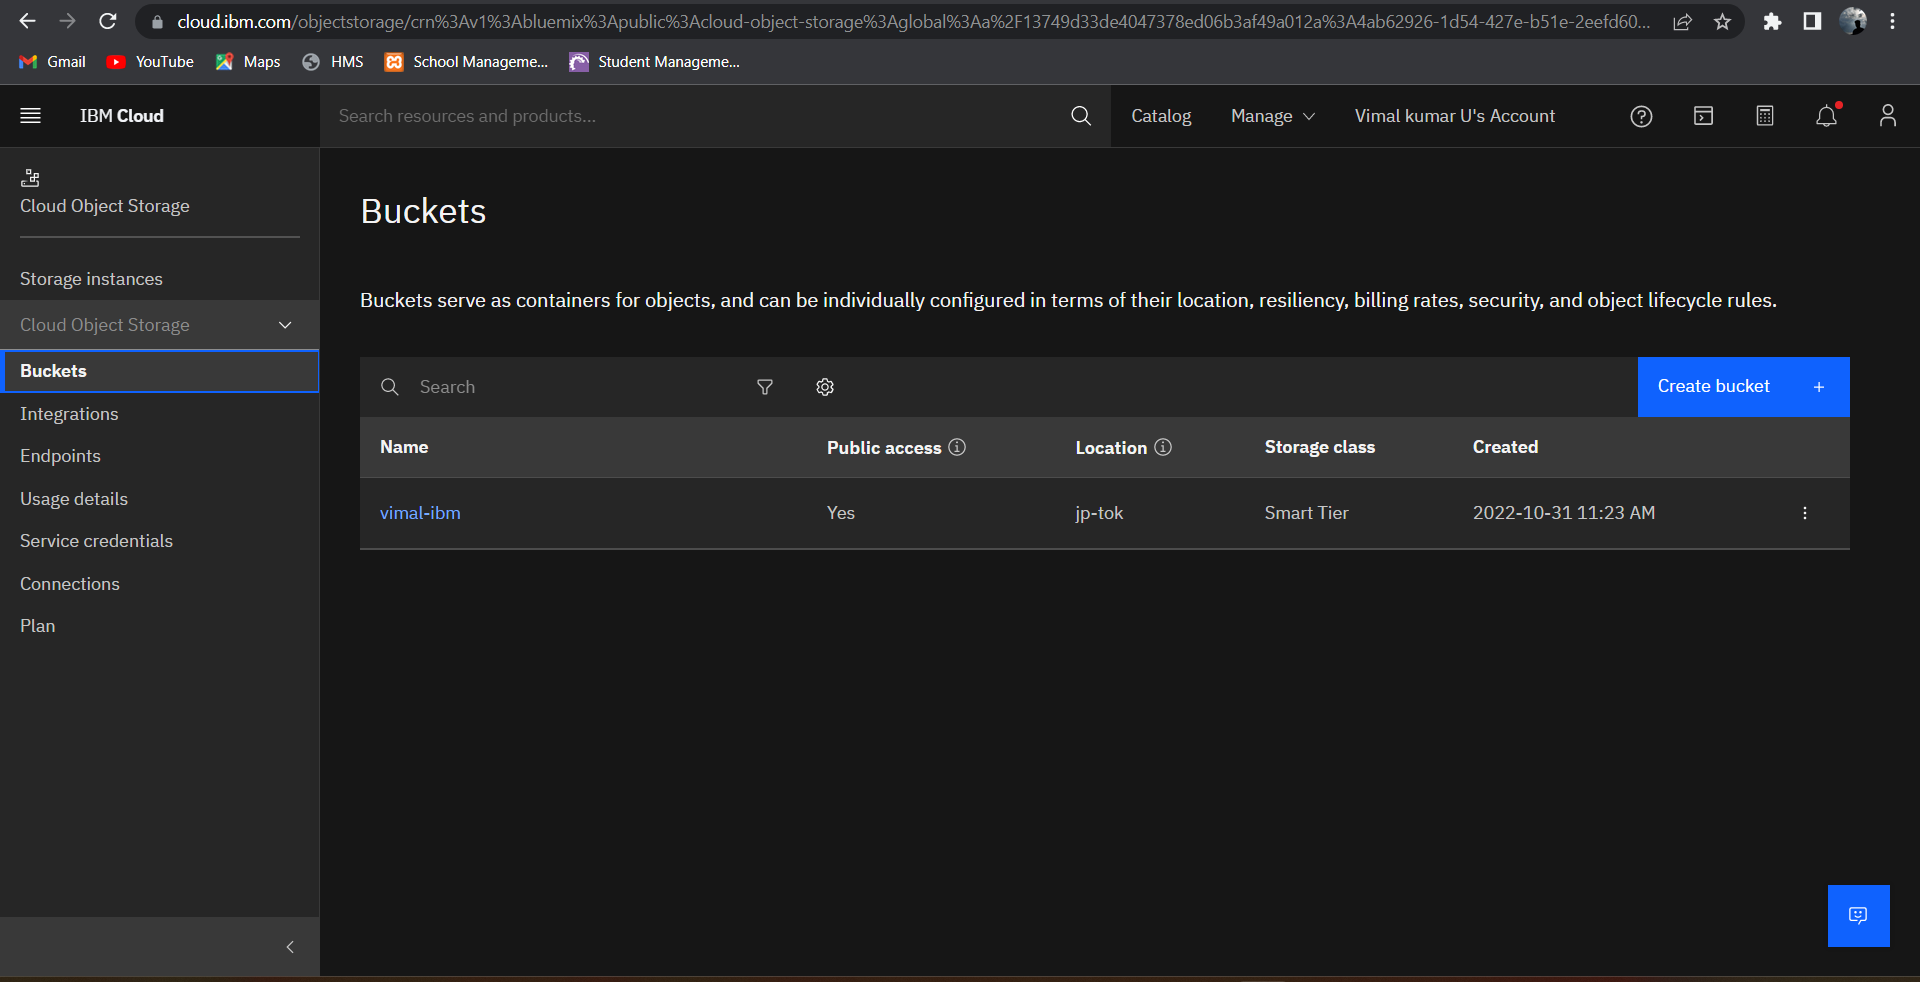 cloud.ibm.com/objectstorage/crn%3Av1%3Abluemix%3Apublic%3Acloud-object-storage%3Aglobal%3Aa%2F13749d33de4047378ed06b3af49a012a%3A4ab62926-1d54-427e-b51e-2eefd60...
Gmail YouTube Maps HMS School Manageme... Student Manageme...
IBM Cloud Search resources and products... Catalog Manage Vimal kumar U's Account
Cloud Object Storage
Storage instances
Cloud Object Storage
Buckets
Integrations
Endpoints
Usage details
Service credentials
Connections
Plan
Buckets
Buckets serve as containers for objects, and can be individually configured in terms of their location, resiliency, billing rates, security, and object lifecycle rules.
Search Create bucket +
Name Public access Location Storage class Created
vimal-ibm Yes jp-tok Smart Tier 2022-10-31 11:23 AM